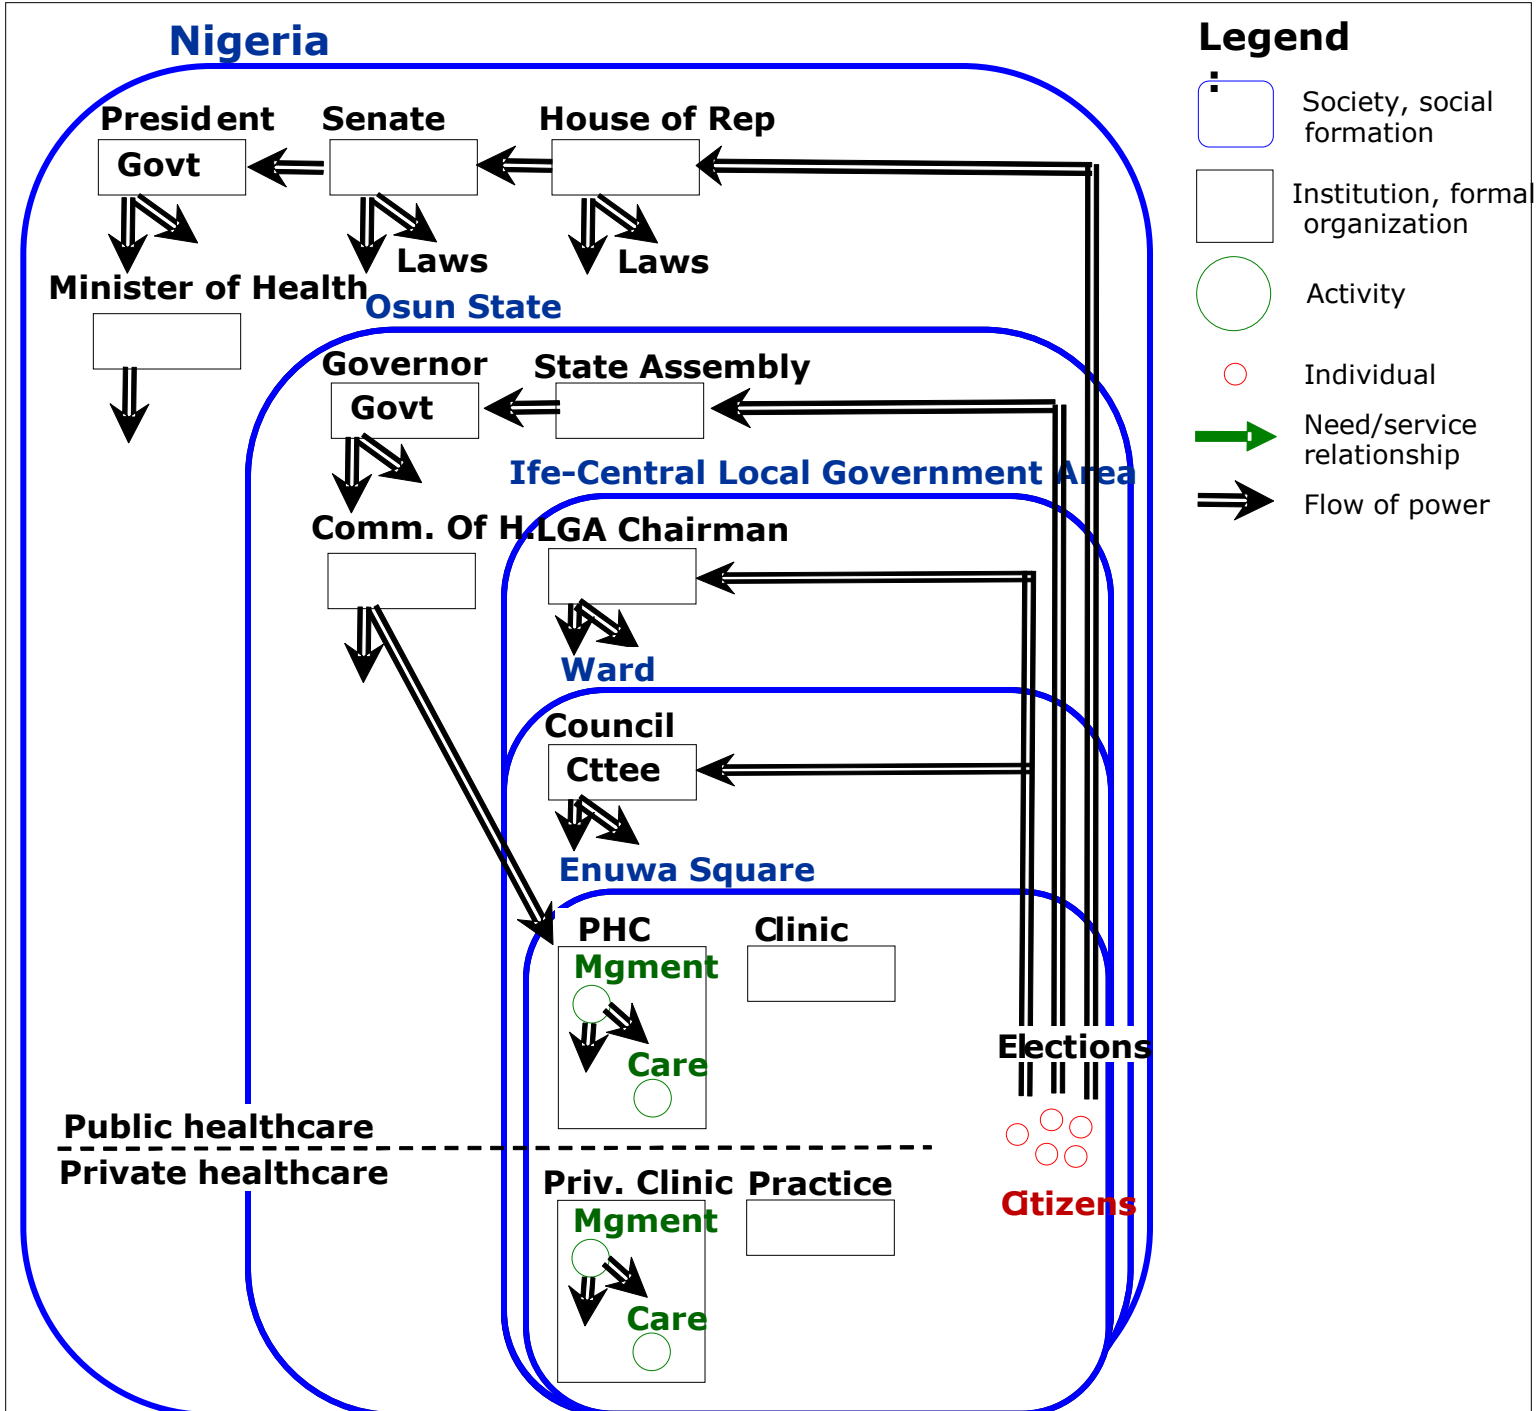 Nigeria
Legend
President
Senate
House of Rep
Govt
Society, social
formation
Institution, formal
organization
Laws
Laws
Minister of Health
Osun State
Activity
Governor
State Assembly
Govt
Individual
Need/service
relationship
Ife-Central Local Government Area
Flow of power
Comm. Of H.
LGA Chairman
Ward
Council
Cttee
Enuwa Square
PHC
Clinic
Mgment
Care
Elections
Public healthcare
Private healthcare
Priv. Clinic
Practice
Citizens
Mgment
Care